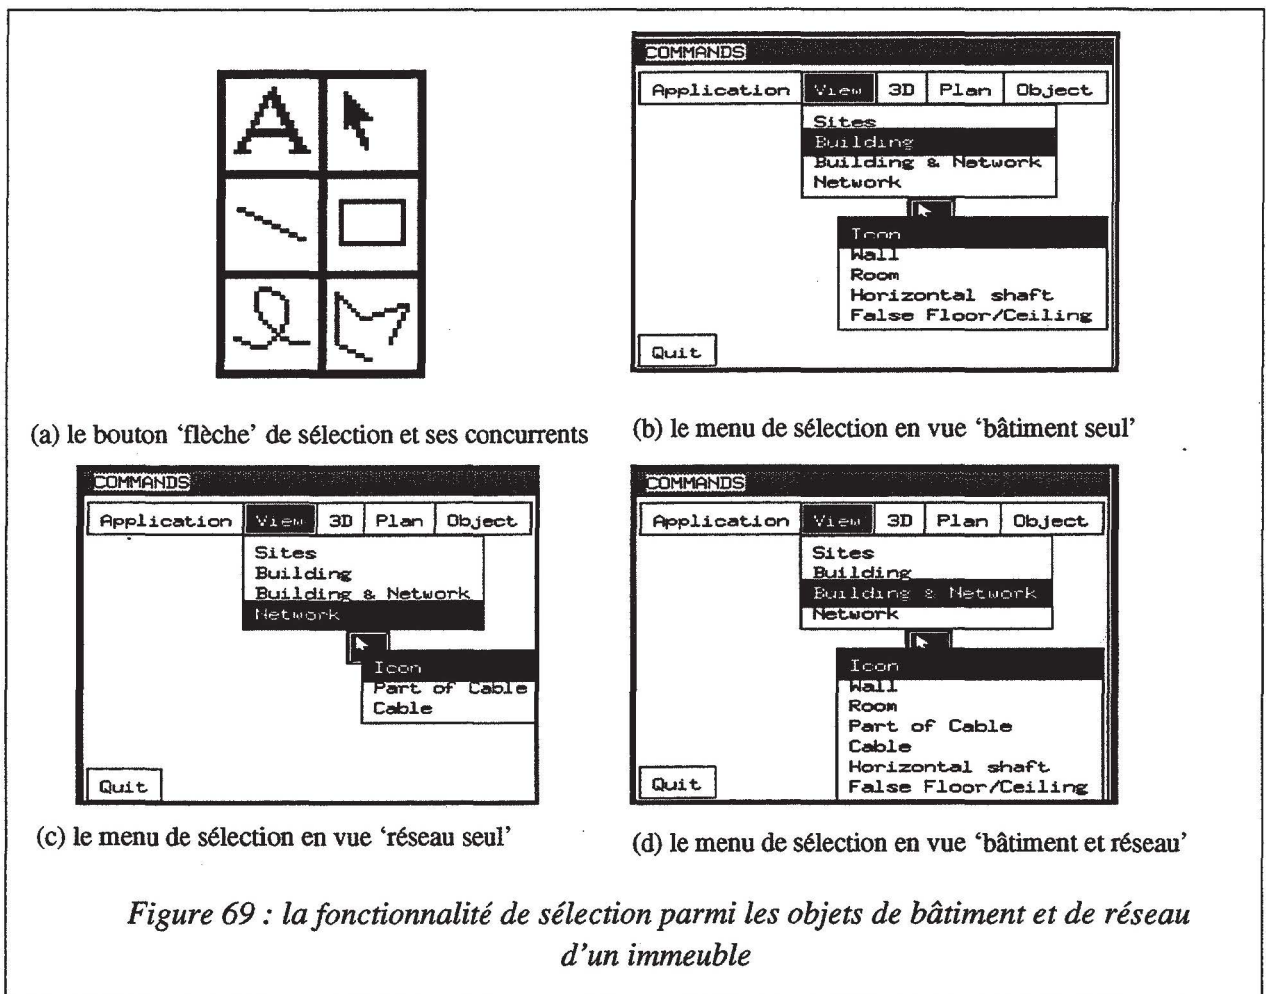 A
COMMANDS
Application View 3D Plan Object
Sites
Building
Building & Network
Network
Icon
Wall
Room
Horizontal shaft
False Floor/Ceiling
Quit
(a) le bouton ‘flèche’ de sélection et ses concurrents
(b) le menu de sélection en vue ‘bâtiment seul’
COMMANDS
Application View 3D Plan Object
Sites
Building
Building & Network
Network
Icon
Part of Cable
Cable
Quit
(c) le menu de sélection en vue ‘réseau seul’
COMMANDS
Application View 3D Plan Object
Sites
Building
Building & Network
Network
Icon
Wall
Room
Part of Cable
Cable
Horizontal shaft
False Floor/Ceiling
Quit
(d) le menu de sélection en vue ‘bâtiment et réseau’
Figure 69 : la fonctionnalité de sélection parmi les objets de bâtiment et de réseau
d’un immeuble